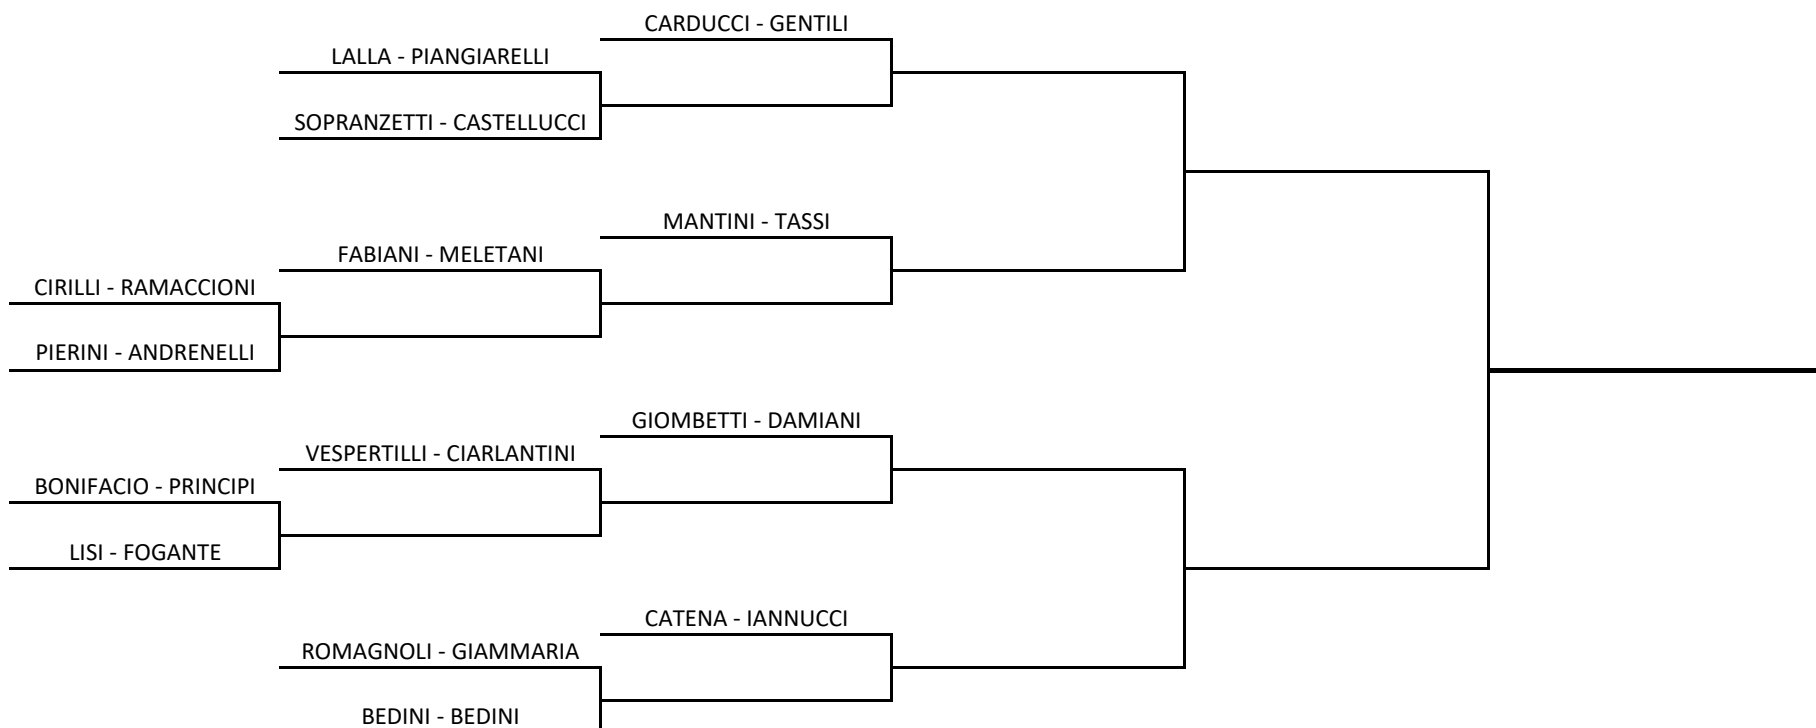 CARDUCCI - GENTILI
LALLA - PIANGIARELLI
SOPRANZETTI - CASTELLUCCI
MANTINI - TASSI
FABIANI - MELETANI
CIRILLI - RAMACCIONI
PIERINI - ANDRENELLI
GIOMBETTI - DAMIANI
VESPERTILLI - CIARLANTINI
BONIFACIO - PRINCIPI
LISI - FOGANTE
CATENA - IANNUCCI
ROMAGNOLI - GIAMMARIA
BEDINI - BEDINI